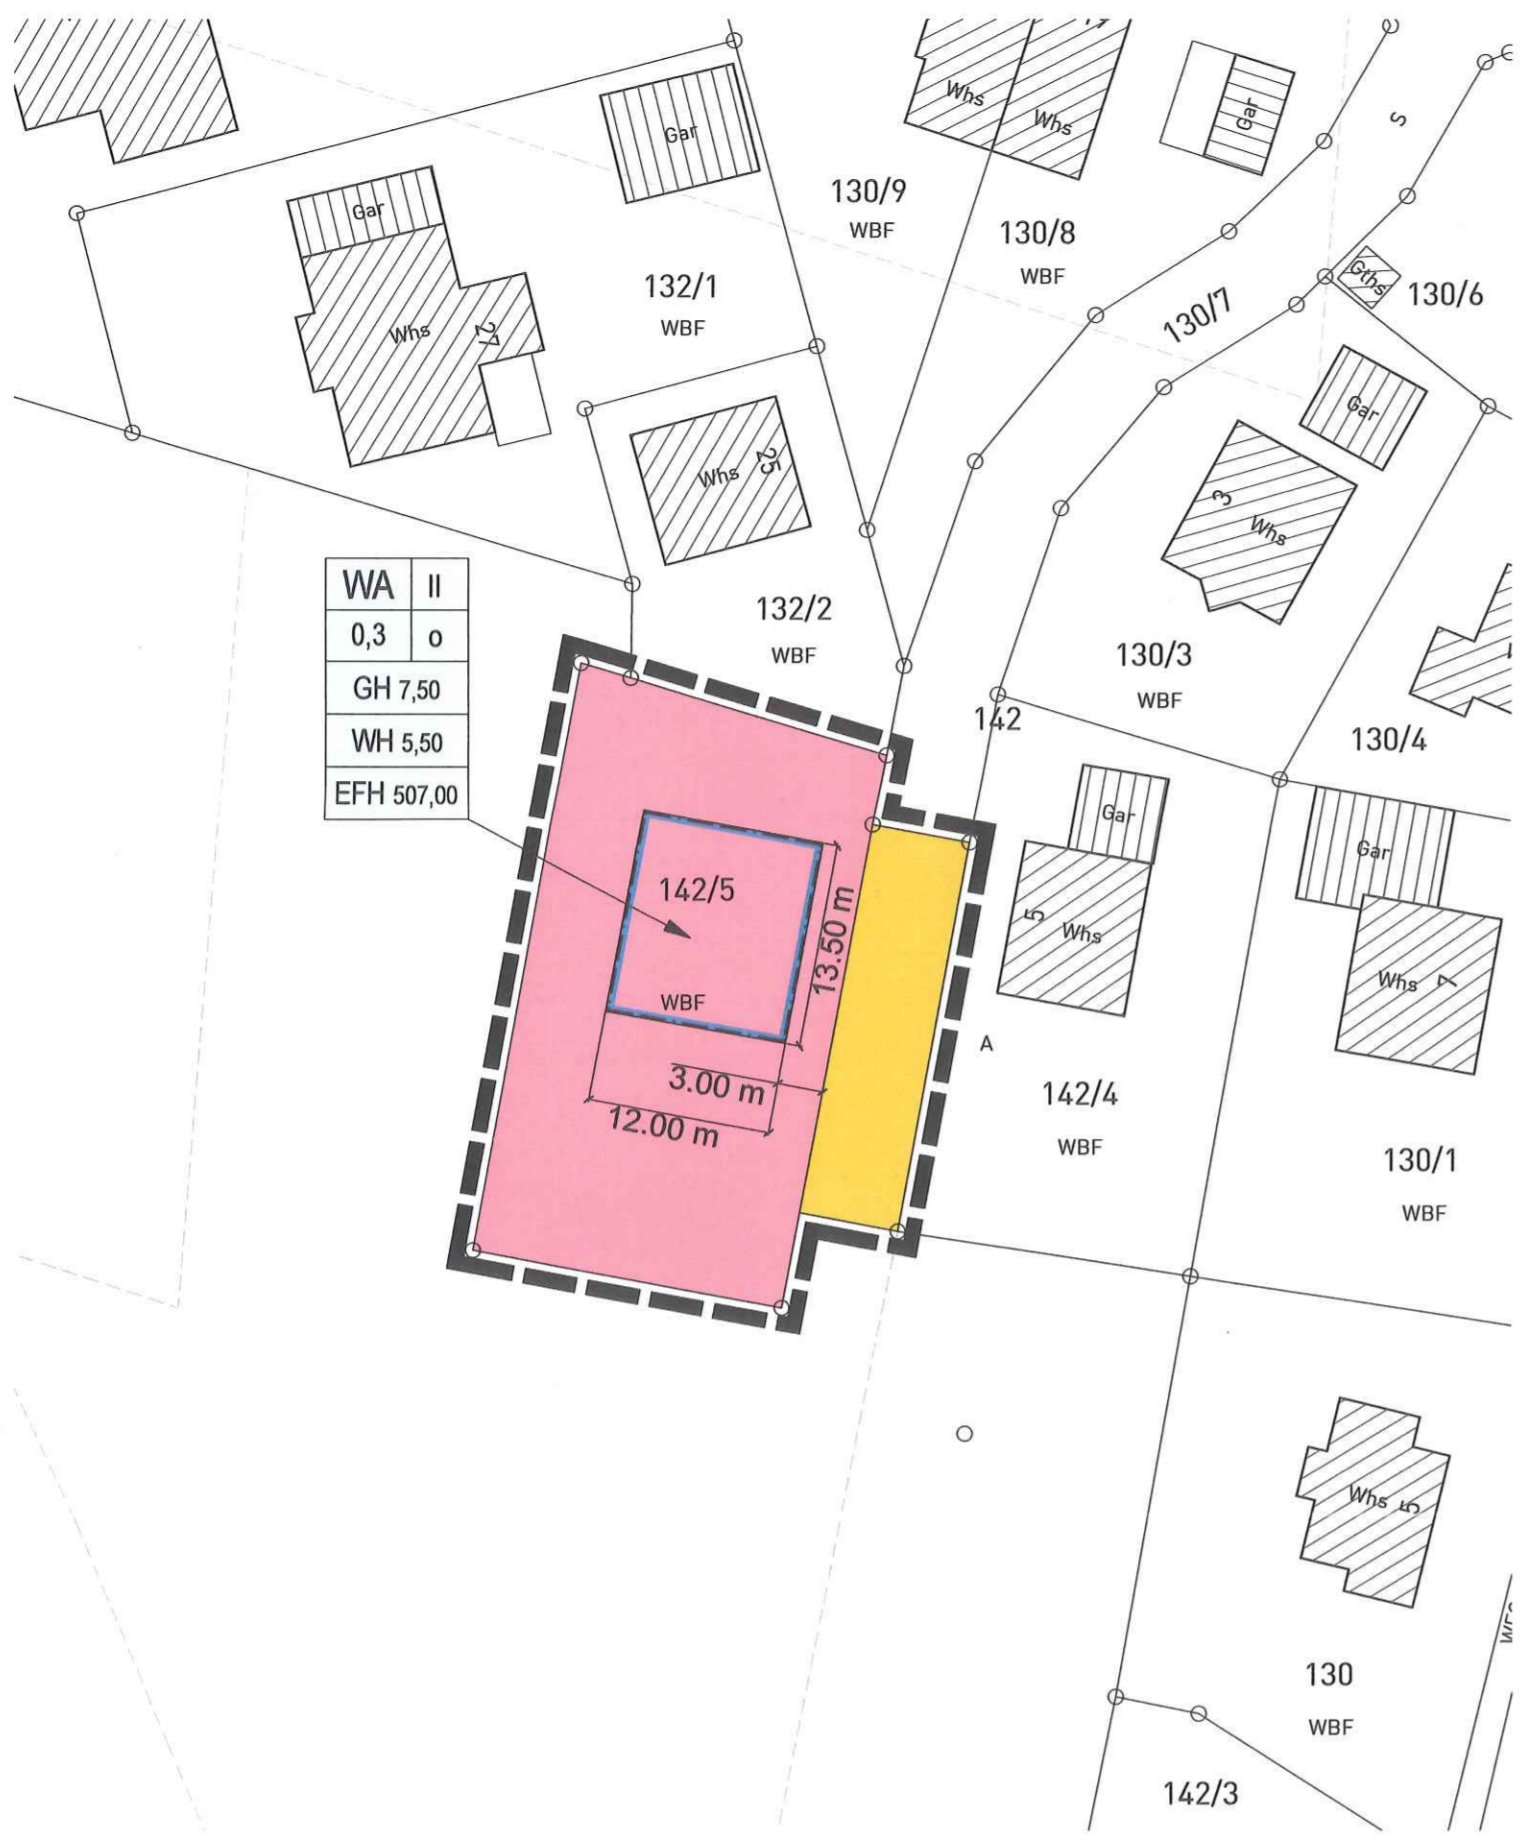 Whs
Whs
Gar
S
Gar
130/9
WBF
130/8
WBF
Gar
132/1
WBF
Whs
27
130/7
Gths
130/6
Gar
Whs
25
3
Whs
132/2
WBF
130/3
WBF
WA II
0,3 o
GH 7,50
WH 5,50
EFH 507,00
142
130/4
Gar
Gar
142/5
13.50 m
WBF
5
Whs
Whs
7
A
3.00 m
12.00 m
142/4
WBF
130/1
WBF
Whs
5
130
WBF
142/3